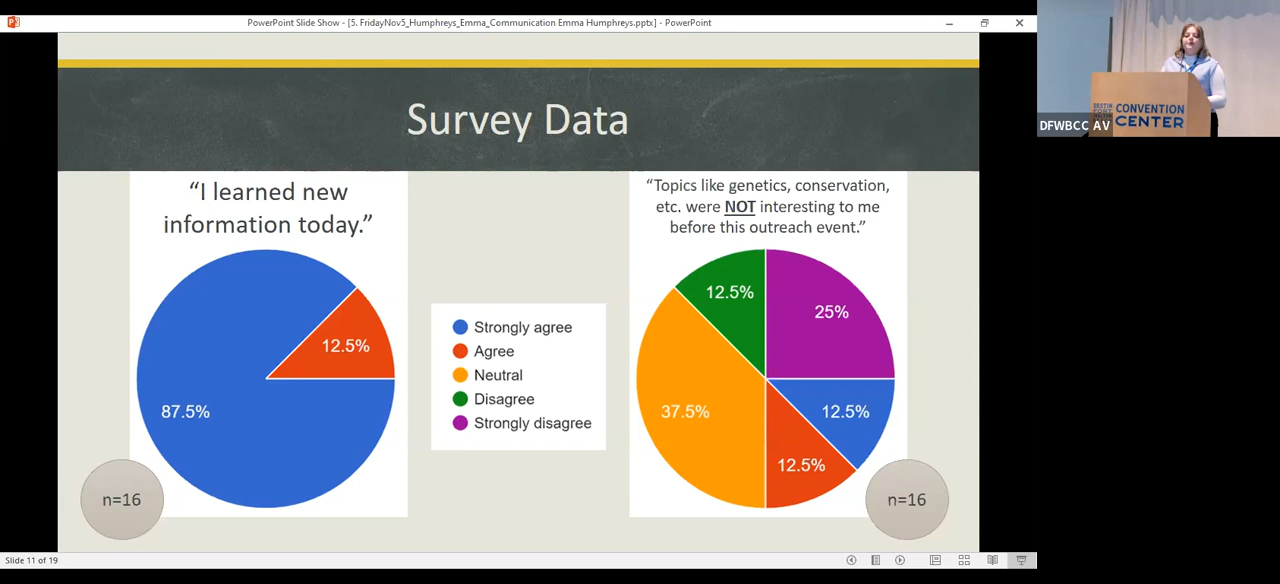 PowerPoint Slide Show - [5. FridayNov5_Humphreys_Emma_Communication Emma Humphreys.pptx] - PowerPoint
Survey Data
“I learned new
information today.”
12.5%
87.5%
n=16
Strongly agree
Agree
Neutral
Disagree
Strongly disagree
“Topics like genetics, conservation,
etc. were NOT interesting to me
before this outreach event.”
12.5%
25%
37.5%
12.5%
12.5%
n=16
DESTIN
FORT
WALTON
CONVENTION
CENTER
DFWBCC AV
Slide 11 of 19